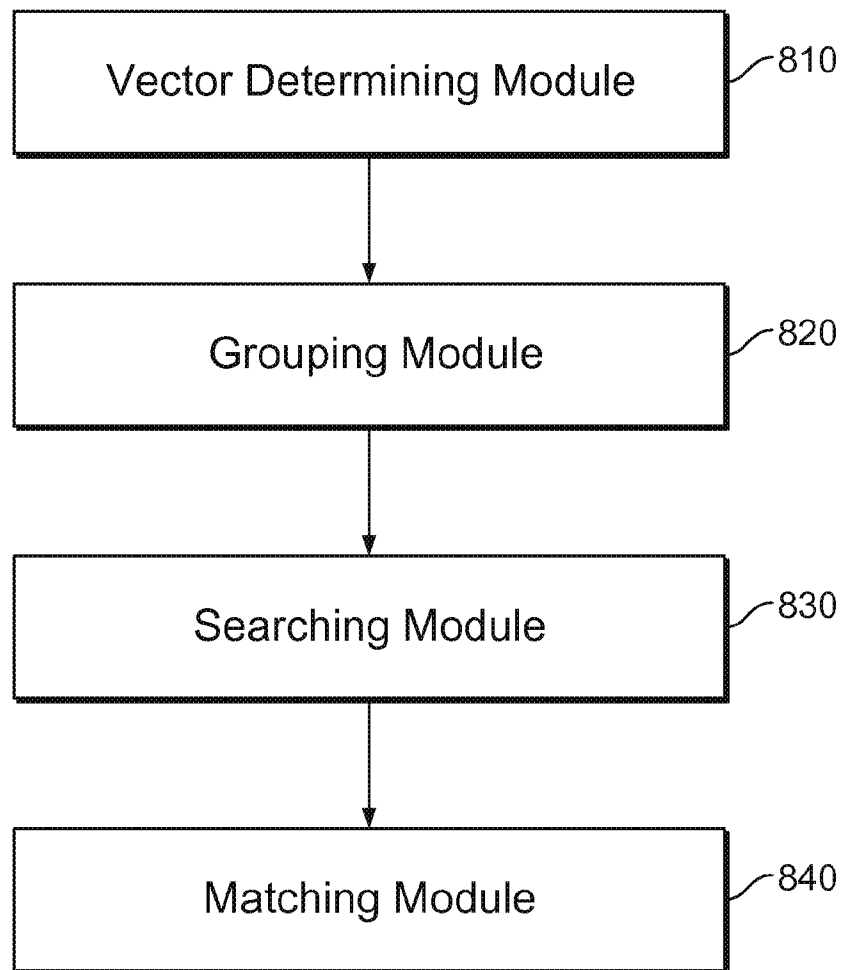 Vector Determining Module
810
Grouping Module
820
Searching Module
830
Matching Module
840